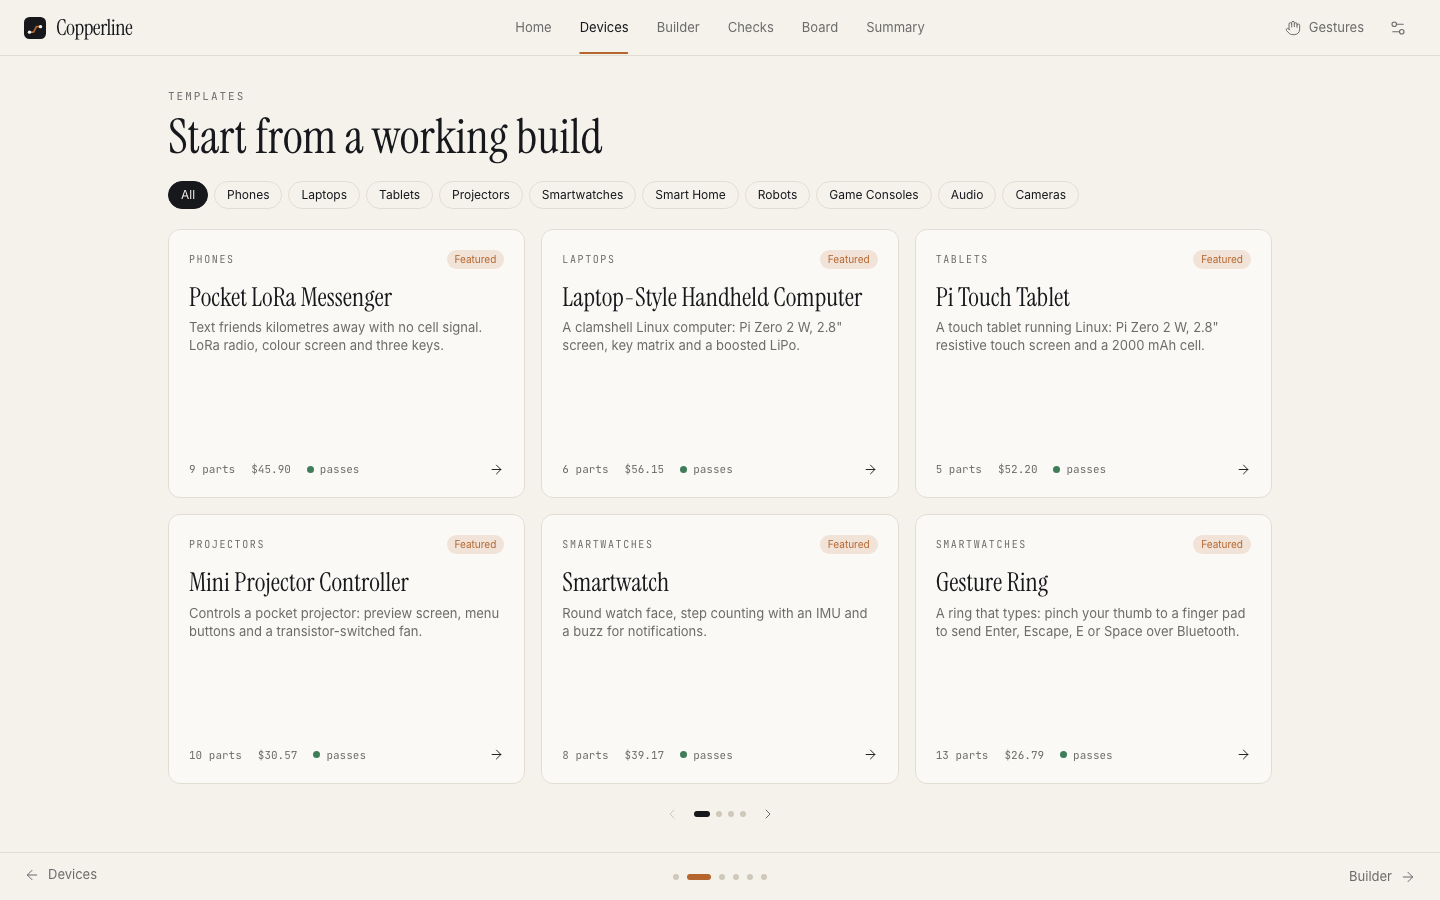 Copperline
Home Devices Builder Checks Board Summary
Gestures
TEMPLATES
Start from a working build
All Phones Laptops Tablets Projectors Smartwatches Smart Home Robots Game Consoles Audio Cameras
PHONES Featured
Pocket LoRa Messenger
Text friends kilometres away with no cell signal.
LoRa radio, colour screen and three keys.
9 parts $45.90 passes
LAPTOPS Featured
Laptop-Style Handheld Computer
A clamshell Linux computer: Pi Zero 2 W, 2.8"
screen, key matrix and a boosted LiPo.
6 parts $56.15 passes
TABLETS Featured
Pi Touch Tablet
A touch tablet running Linux: Pi Zero 2 W, 2.8"
resistive touch screen and a 2000 mAh cell.
5 parts $52.20 passes
PROJECTORS Featured
Mini Projector Controller
Controls a pocket projector: preview screen, menu
buttons and a transistor-switched fan.
10 parts $30.57 passes
SMARTWATCHES Featured
Smartwatch
Round watch face, step counting with an IMU and
a buzz for notifications.
8 parts $39.17 passes
SMARTWATCHES Featured
Gesture Ring
A ring that types: pinch your thumb to a finger pad
to send Enter, Escape, E or Space over Bluetooth.
13 parts $26.79 passes
Devices
Builder